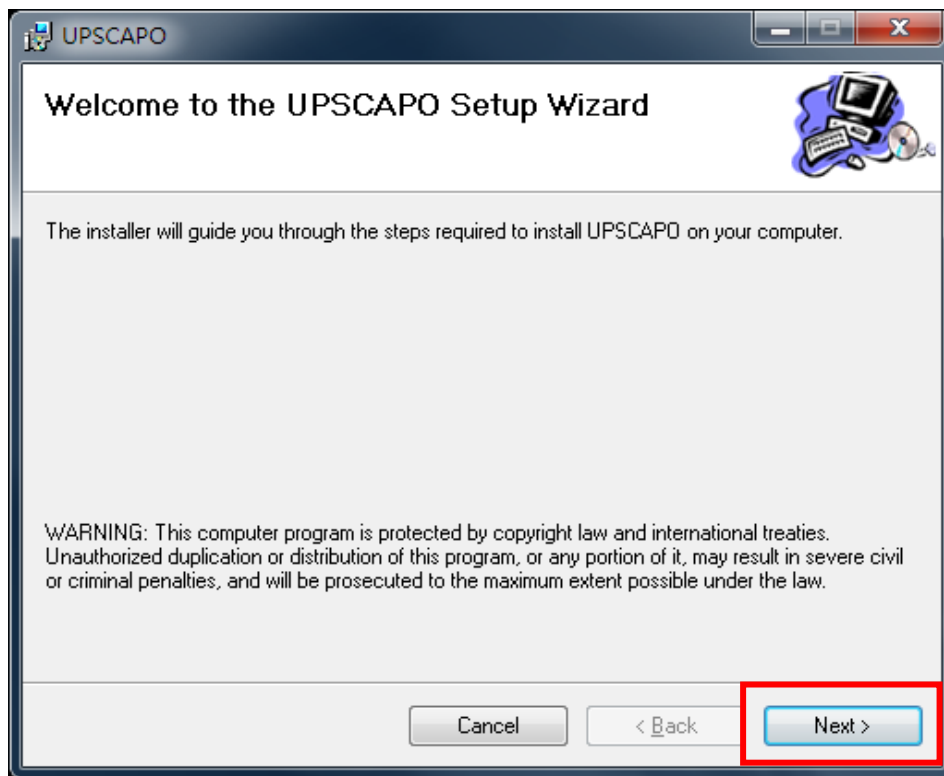 UPSCAPO
Welcome to the UPSCAPO Setup Wizard
The installer will guide you through the steps required to install UPSCAPO on your computer.
WARNING: This computer program is protected by copyright law and international treaties.
Unauthorized duplication or distribution of this program, or any portion of it, may result in severe civil
or criminal penalties, and will be prosecuted to the maximum extent possible under the law.
Cancel
< Back
Next >